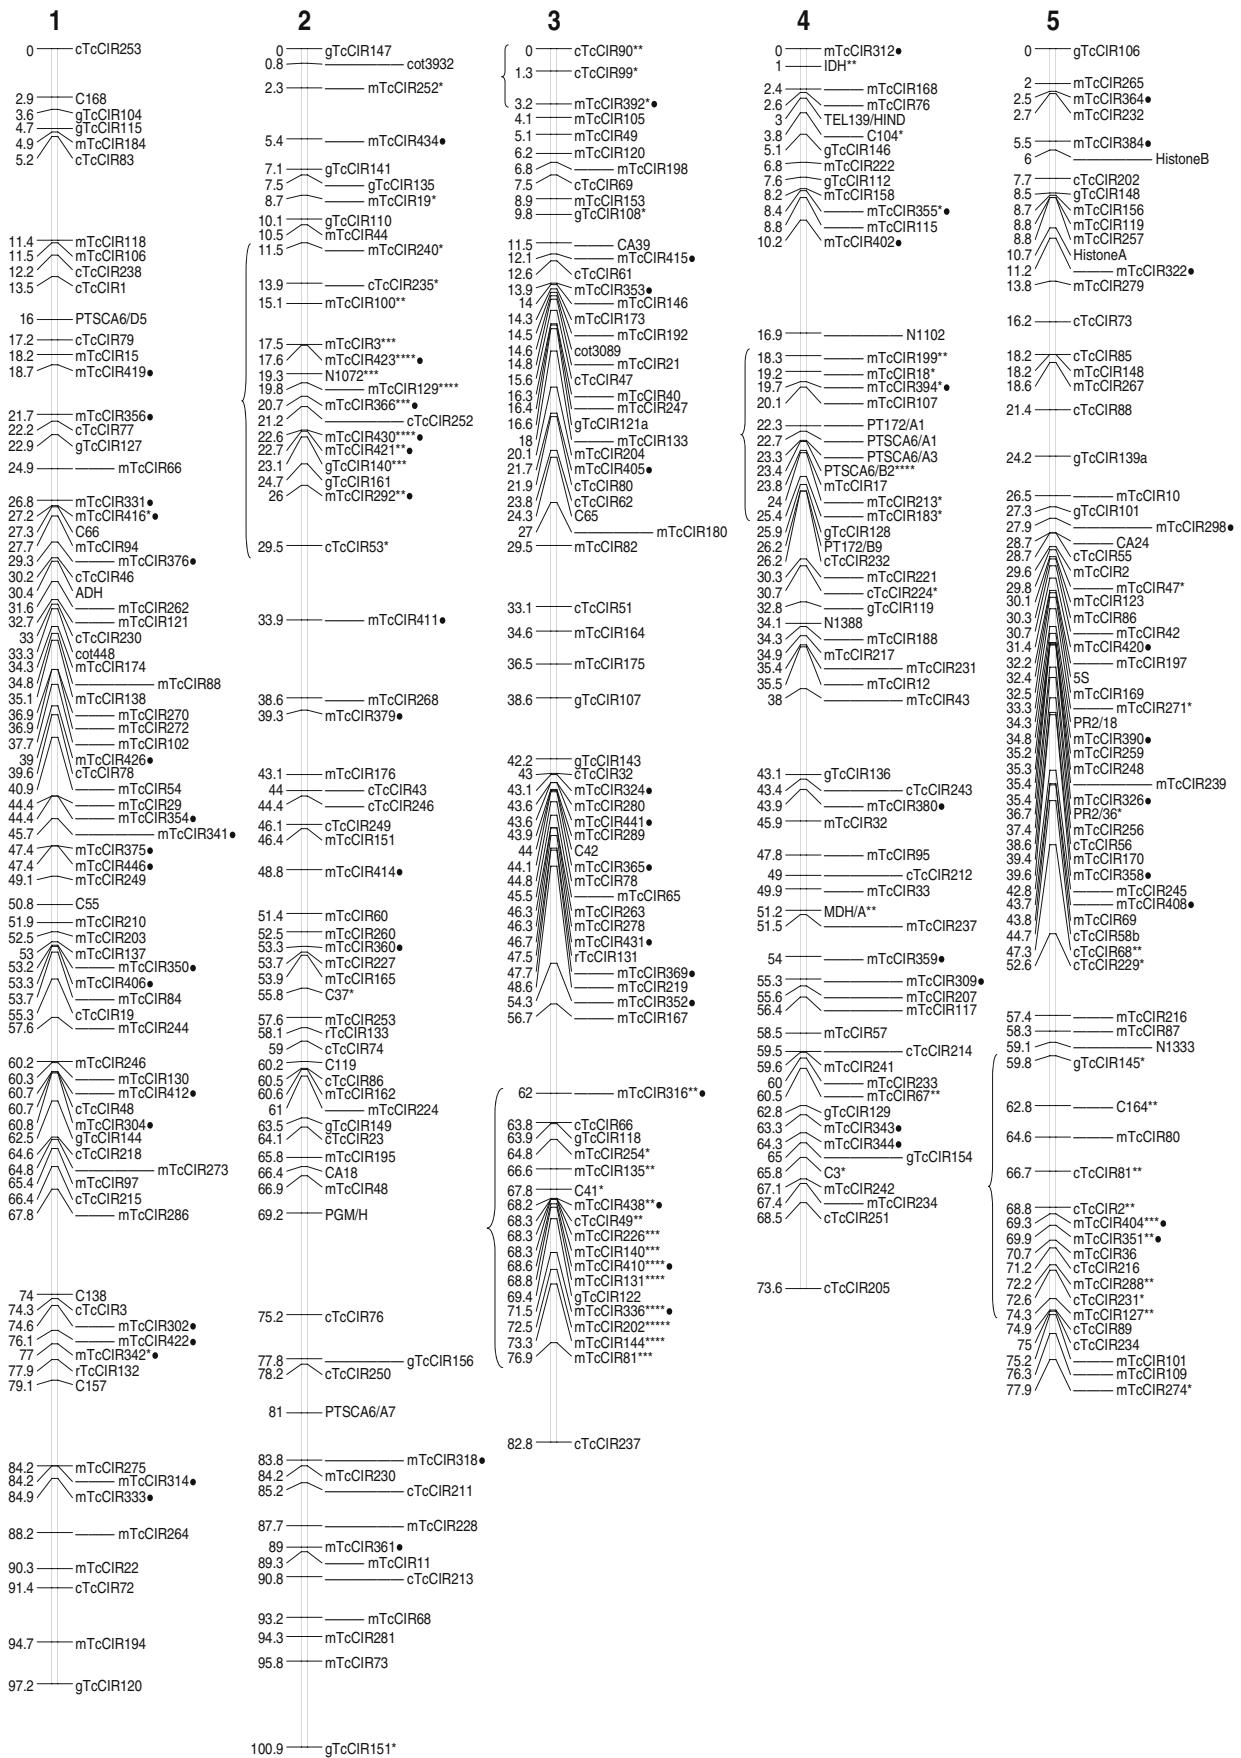 1
0 cTcCIR253
2.9 C168
3.6 gTcCIR104
4.7 gTcCIR115
4.9 mTcCIR184
5.2 cTcCIR83
11.4 mTcCIR118
11.5 mTcCIR106
12.2 cTcCIR238
13.5 cTcCIR1
16 PTSCA6/D5
17.2 cTcCIR79
18.2 mTcCIR15
18.7 mTcCIR419●
21.7 mTcCIR356●
22.2 cTcCIR77
22.9 gTcCIR127
24.9 mTcCIR66
26.8 mTcCIR331●
27.2 mTcCIR416*●
27.3 C66
27.7 mTcCIR94
29.3 mTcCIR376●
30.2 cTcCIR46
30.4 ADH
31.6 mTcCIR262
32.7 mTcCIR121
33 cTcCIR230
33.3 cot448
34.3 mTcCIR174
34.8 mTcCIR88
35.1 mTcCIR138
36.9 mTcCIR270
36.9 mTcCIR272
37.7 mTcCIR102
39 mTcCIR426●
39.6 cTcCIR78
40.9 mTcCIR54
44.4 mTcCIR29
44.4 mTcCIR354●
45.7 mTcCIR341●
47.4 mTcCIR375●
47.4 mTcCIR446●
49.1 mTcCIR249
50.8 C55
51.9 mTcCIR210
52.5 mTcCIR203
53 mTcCIR137
53.2 mTcCIR350●
53.3 mTcCIR406●
53.7 mTcCIR84
55.3 cTcCIR19
57.6 mTcCIR244
60.2 mTcCIR246
60.3 mTcCIR130
60.7 mTcCIR412●
60.7 cTcCIR48
60.8 mTcCIR304●
62.5 gTcCIR144
64.6 cTcCIR218
64.8 mTcCIR273
65.4 mTcCIR97
66.4 cTcCIR215
67.8 mTcCIR286
74 C138
74.3 cTcCIR3
74.6 mTcCIR302●
76.1 mTcCIR422●
77 mTcCIR342*●
77.9 rTcCIR132
79.1 C157
84.2 mTcCIR275
84.2 mTcCIR314●
84.9 mTcCIR333●
88.2 mTcCIR264
90.3 mTcCIR22
91.4 cTcCIR72
94.7 mTcCIR194
97.2 gTcCIR120
2
0 gTcCIR147
0.8 cot3932
2.3 mTcCIR252*
5.4 mTcCIR434●
7.1 gTcCIR141
7.5 gTcCIR135
8.7 mTcCIR19*
10.1 gTcCIR110
10.5 mTcCIR44
11.5 mTcCIR240*
13.9 cTcCIR235*
15.1 mTcCIR100**
17.5 mTcCIR3***
17.6 mTcCIR423****●
19.3 N1072***
19.8 mTcCIR129****
20.7 mTcCIR366***●
21.2 cTcCIR252
22.6 mTcCIR430****●
22.7 mTcCIR421**●
23.1 gTcCIR140***
24.7 gTcCIR161
26 mTcCIR292**●
29.5 cTcCIR53*
33.9 mTcCIR411●
38.6 mTcCIR268
39.3 mTcCIR379●
43.1 mTcCIR176
44 cTcCIR43
44.4 cTcCIR246
46.1 cTcCIR249
46.4 mTcCIR151
48.8 mTcCIR414●
51.4 mTcCIR60
52.5 mTcCIR260
53.3 mTcCIR360●
53.7 mTcCIR227
53.9 mTcCIR165
55.8 C37*
57.6 mTcCIR253
58.1 rTcCIR133
59 cTcCIR74
60.2 C119
60.5 cTcCIR86
60.6 mTcCIR162
61 mTcCIR224
63.5 gTcCIR149
64.1 cTcCIR23
65.8 mTcCIR195
66.4 CA18
66.9 mTcCIR48
69.2 PGM/H
75.2 cTcCIR76
77.8 gTcCIR156
78.2 cTcCIR250
81 PTSCA6/A7
83.8 mTcCIR318●
84.2 mTcCIR230
85.2 cTcCIR211
87.7 mTcCIR228
89 mTcCIR361●
89.3 mTcCIR11
90.8 cTcCIR213
93.2 mTcCIR68
94.3 mTcCIR281
95.8 mTcCIR73
100.9 gTcCIR151*
3
0 cTcCIR90**
1.3 cTcCIR99*
3.2 mTcCIR392*●
4.1 mTcCIR105
5.1 mTcCIR49
6.2 mTcCIR120
6.8 mTcCIR198
7.5 cTcCIR69
8.9 mTcCIR153
9.8 gTcCIR108*
11.5 CA39
12.1 mTcCIR415●
12.6 cTcCIR61
13.9 mTcCIR353●
14 mTcCIR146
14.3 mTcCIR173
14.5 mTcCIR192
14.6 cot3089
14.8 mTcCIR21
15.6 cTcCIR47
16.3 mTcCIR40
16.4 mTcCIR247
16.6 gTcCIR121a
18 mTcCIR133
20.1 mTcCIR204
21.7 mTcCIR405●
21.9 cTcCIR80
23.8 cTcCIR62
24.3 C65
27 mTcCIR180
29.5 mTcCIR82
33.1 cTcCIR51
34.6 mTcCIR164
36.5 mTcCIR175
38.6 gTcCIR107
42.2 gTcCIR143
43 cTcCIR32
43.1 mTcCIR324●
43.6 mTcCIR280
43.6 mTcCIR441●
43.9 mTcCIR289
44 C42
44.1 mTcCIR365●
44.8 mTcCIR78
45.5 mTcCIR65
46.3 mTcCIR263
46.3 mTcCIR278
46.7 mTcCIR431●
47.5 rTcCIR131
47.7 mTcCIR369●
48.6 mTcCIR219
54.3 mTcCIR352●
56.7 mTcCIR167
62 mTcCIR316**●
63.8 cTcCIR66
63.9 gTcCIR118
64.8 mTcCIR254*
66.6 mTcCIR135**
67.8 C41*
68.2 mTcCIR438**●
68.3 cTcCIR49**
68.3 mTcCIR226***
68.3 mTcCIR140***
68.6 mTcCIR410****●
68.8 mTcCIR131****
69.4 gTcCIR122
71.5 mTcCIR336****●
72.5 mTcCIR202*****
73.3 mTcCIR144****
76.9 mTcCIR81***
82.8 cTcCIR237
4
0 mTcCIR312●
1 IDH**
2.4 mTcCIR168
2.6 mTcCIR76
3 TEL139/HIND
3.8 C104*
5.1 gTcCIR146
6.8 mTcCIR222
7.6 gTcCIR112
8.2 mTcCIR158
8.4 mTcCIR355*●
8.8 mTcCIR115
10.2 mTcCIR402●
16.9 N1102
18.3 mTcCIR199**
19.2 mTcCIR18*
19.7 mTcCIR394*●
20.1 mTcCIR107
22.3 PT172/A1
22.7 PTSCA6/A1
23.3 PTSCA6/A3
23.4 PTSCA6/B2****
23.8 mTcCIR17
24 mTcCIR213*
25.4 mTcCIR183*
25.9 gTcCIR128
26.2 PT172/B9
26.2 cTcCIR232
30.3 mTcCIR221
30.7 cTcCIR224*
32.8 gTcCIR119
34.1 N1388
34.3 mTcCIR188
34.9 mTcCIR217
35.4 mTcCIR231
35.5 mTcCIR12
38 mTcCIR43
43.1 gTcCIR136
43.4 cTcCIR243
43.9 mTcCIR380●
45.9 mTcCIR32
47.8 mTcCIR95
49 cTcCIR212
49.9 mTcCIR33
51.2 MDH/A**
51.5 mTcCIR237
54 mTcCIR359●
55.3 mTcCIR309●
55.6 mTcCIR207
56.4 mTcCIR117
58.5 mTcCIR57
59.5 cTcCIR214
59.6 mTcCIR241
60 mTcCIR233
60.5 mTcCIR67**
62.8 gTcCIR129
63.3 mTcCIR343●
64.3 mTcCIR344●
65 gTcCIR154
65.8 C3*
67.1 mTcCIR242
67.4 mTcCIR234
68.5 cTcCIR251
73.6 cTcCIR205
5
0 gTcCIR106
2 mTcCIR265
2.5 mTcCIR364●
2.7 mTcCIR232
5.5 mTcCIR384●
6 HistoneB
7.7 cTcCIR202
8.5 gTcCIR148
8.7 mTcCIR156
8.8 mTcCIR119
8.8 mTcCIR257
10.7 HistoneA
11.2 mTcCIR322●
13.8 mTcCIR279
16.2 cTcCIR73
18.2 cTcCIR85
18.2 mTcCIR148
18.6 mTcCIR267
21.4 cTcCIR88
24.2 gTcCIR139a
26.5 mTcCIR10
27.3 gTcCIR101
27.9 mTcCIR298●
28.7 CA24
28.7 cTcCIR55
29.6 mTcCIR2
29.8 mTcCIR47*
30.1 mTcCIR123
30.3 mTcCIR86
30.7 mTcCIR42
31.4 mTcCIR420●
32.2 mTcCIR197
32.4 5S
32.5 mTcCIR169
33.3 mTcCIR271*
34.3 PR2/18
34.8 mTcCIR390●
35.2 mTcCIR259
35.3 mTcCIR248
35.4 mTcCIR239
35.4 mTcCIR326●
36.7 PR2/36*
37.4 mTcCIR256
38.6 cTcCIR56
39.4 mTcCIR170
39.6 mTcCIR358●
42.8 mTcCIR245
43.7 mTcCIR408●
43.8 mTcCIR69
44.7 cTcCIR58b
47.3 cTcCIR68**
52.6 cTcCIR229*
57.4 mTcCIR216
58.3 mTcCIR87
59.1 N1333
59.8 gTcCIR145*
62.8 C164**
64.6 mTcCIR80
66.7 cTcCIR81**
68.8 cTcCIR2**
69.3 mTcCIR404***●
69.9 mTcCIR351**●
70.7 mTcCIR36
71.2 cTcCIR216
72.2 mTcCIR288**
72.6 cTcCIR231*
74.3 mTcCIR127**
74.9 cTcCIR89
75 cTcCIR234
75.2 mTcCIR101
76.3 mTcCIR109
77.9 mTcCIR274*